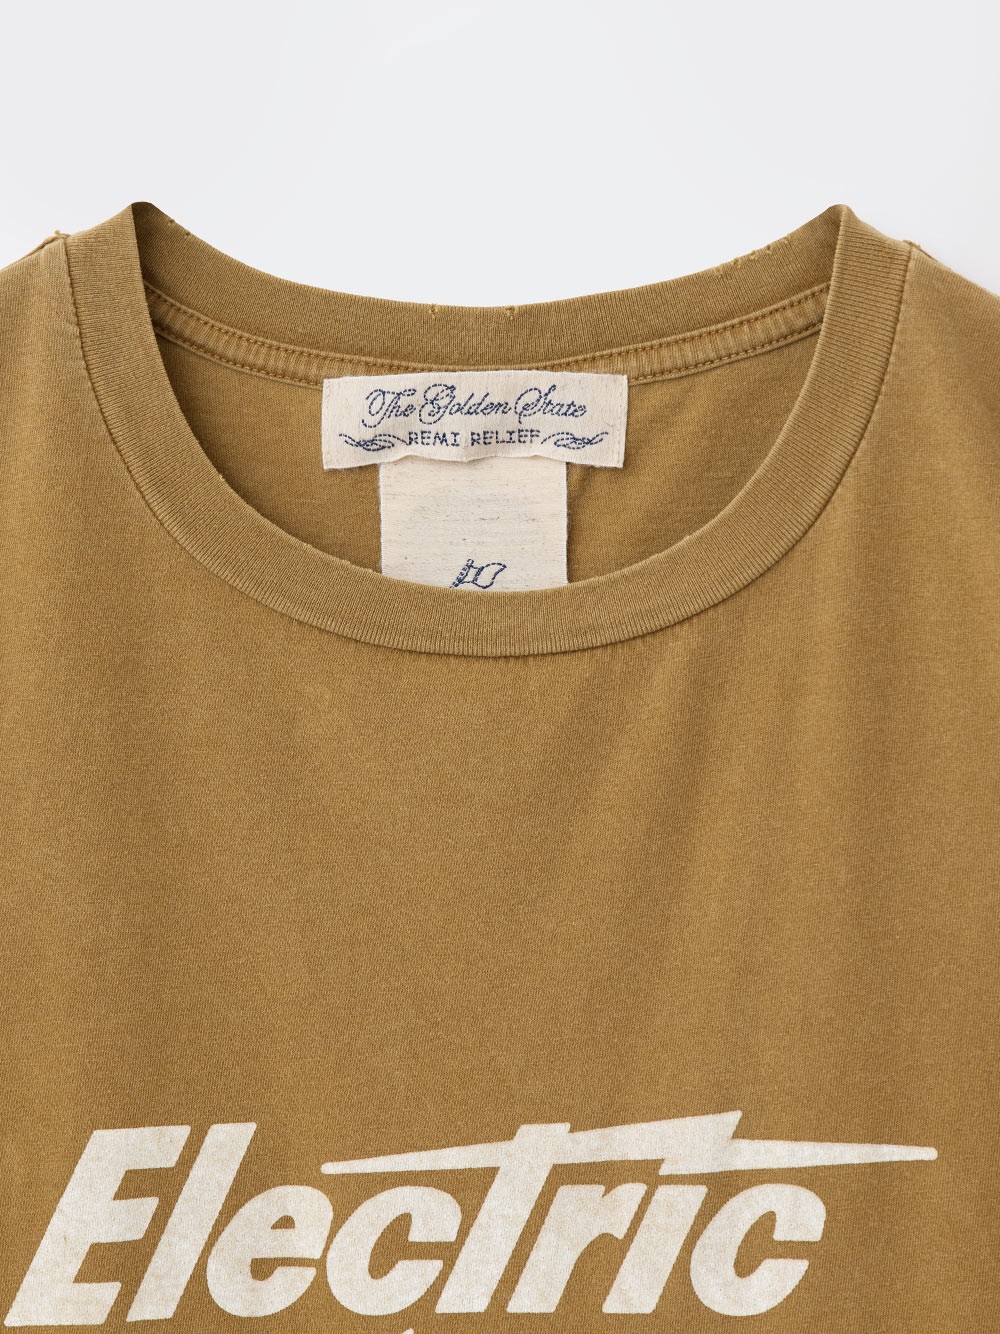 The Golden State
REMI RELIEF
Electric